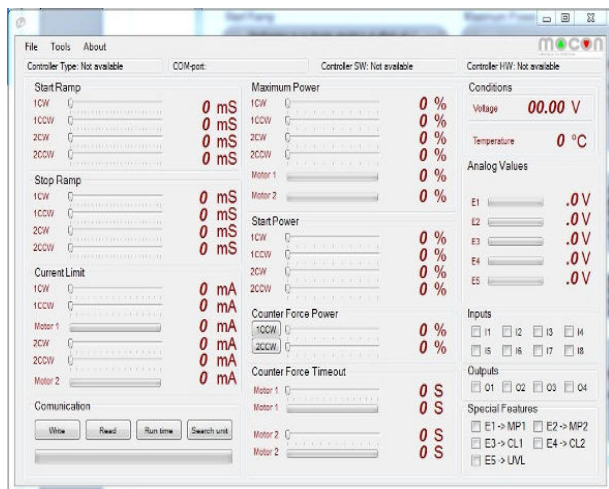 File Tools About
mocon
Controller Type: Not available COM-port: Controller SW: Not available Controller HW: Not available
Start Ramp
1CW 0 mS
1CCW 0 mS
2CW 0 mS
2CCW 0 mS
Stop Ramp
1CW 0 mS
1CCW 0 mS
2CW 0 mS
2CCW 0 mS
Current Limit
1CW 0 mA
1CCW 0 mA
Motor 1 0 mA
2CW 0 mA
2CCW 0 mA
Motor 2 0 mA
Comunication
Write Read Run time Search unit
Maximum Power
1CW 0 %
1CCW 0 %
2CW 0 %
2CCW 0 %
Motor 1 0 %
Motor 2 0 %
Start Power
1CW 0 %
1CCW 0 %
2CW 0 %
2CCW 0 %
Counter Force Power
1CCW 0 %
2CCW 0 %
Counter Force Timeout
Motor 1 0 S
Motor 1 0 S
Motor 2 0 S
Motor 2 0 S
Conditions
Voltage 00.00 V
Temperature 0 ºC
Analog Values
E1 .0 V
E2 .0 V
E3 .0 V
E4 .0 V
E5 .0 V
Inputs
I1 I2 I3 I4
I5 I6 I7 I8
Outputs
O1 O2 O3 O4
Special Features
E1 -> MP1 E2 -> MP2
E3 -> CL1 E4 -> CL2
E5 -> UVL